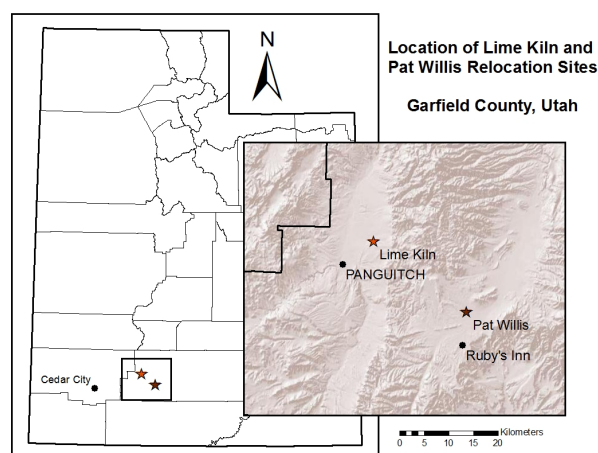 Location of Lime Kiln and
Pat Willis Relocation Sites
Garfield County, Utah
N
Lime Kiln
PANGUITCH
Pat Willis
Ruby's Inn
Cedar City
Kilometers
0 5 10 15 20